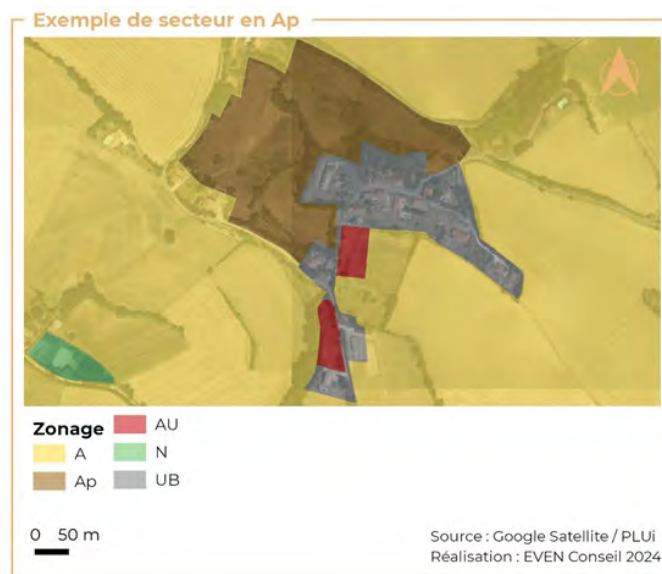 Exemple de secteur en Ap
Zonage
A
Ap
AU
N
UB
0 50 m
Source : Google Satellite / PLUi
Réalisation : EVEN Conseil 2024